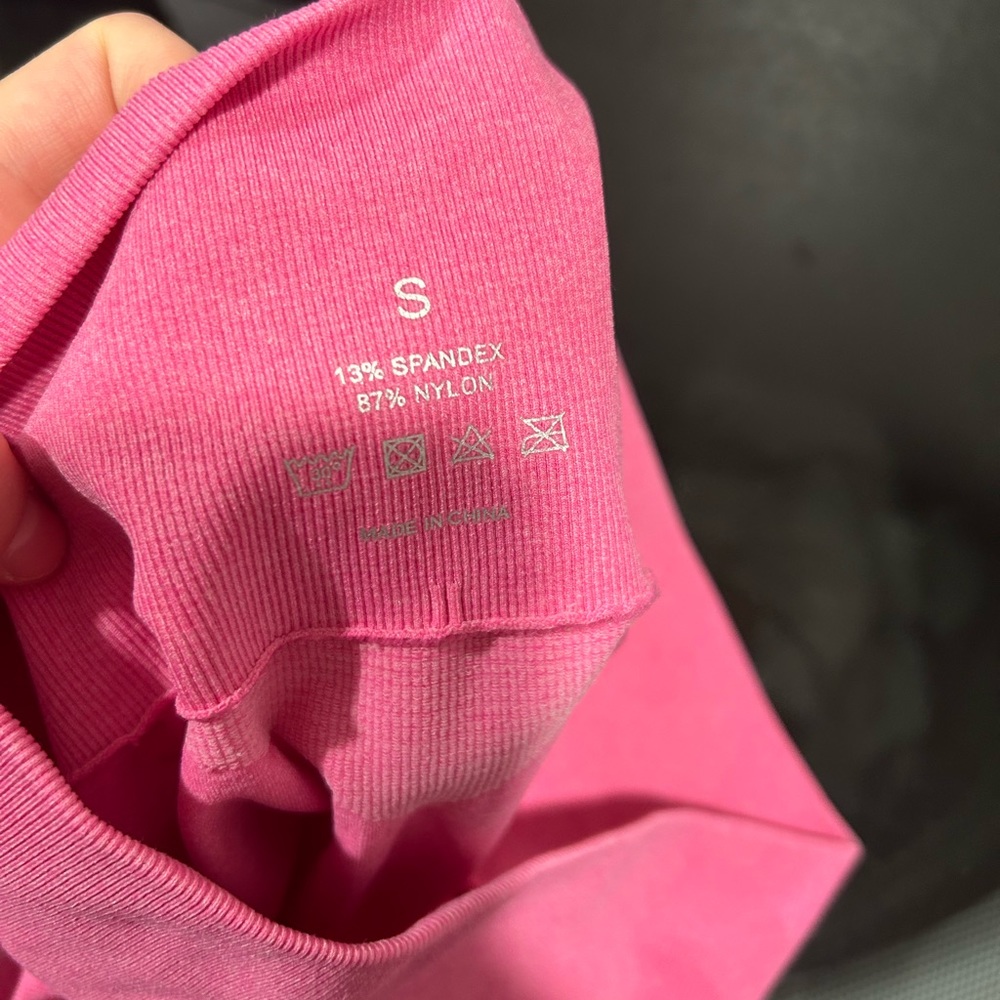 S
13% SPANDEX
87% NYLON
MADE IN CHINA